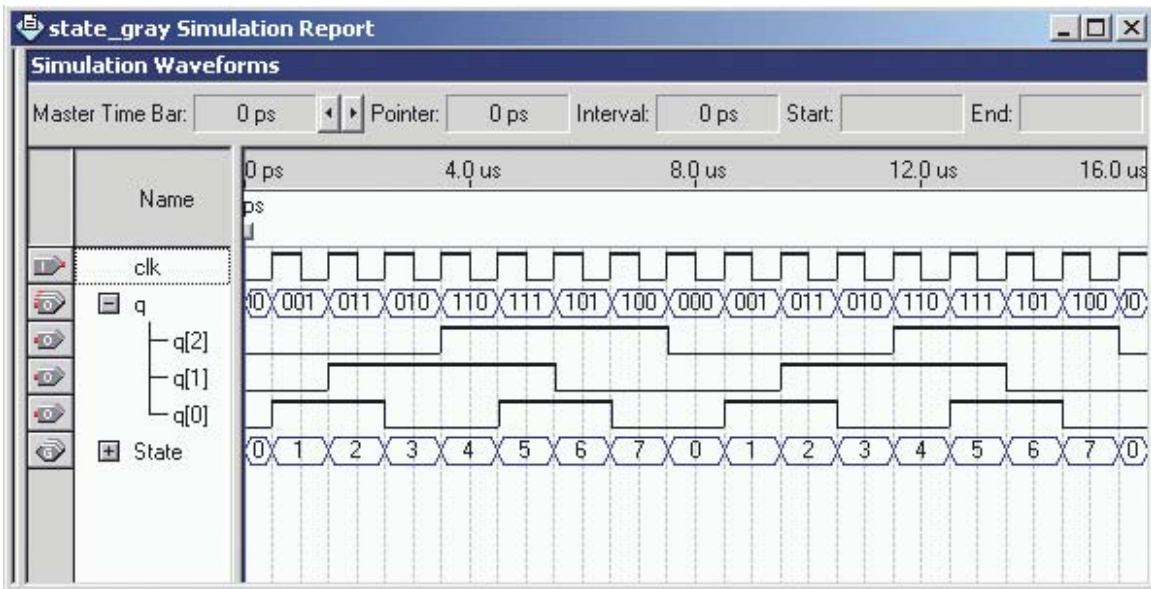 state_gray Simulation Report
Simulation Waveforms
Master Time Bar: 0 ps Pointer: 0 ps Interval: 0 ps Start: End:
Name
0 ps 4.0 us 8.0 us 12.0 us 16.0 us
ps
clk
q 001 011 010 110 111 101 100 000 001 011 010 110 111 101 100
q[2]
q[1]
q[0]
State 0 1 2 3 4 5 6 7 0 1 2 3 4 5 6 7 0